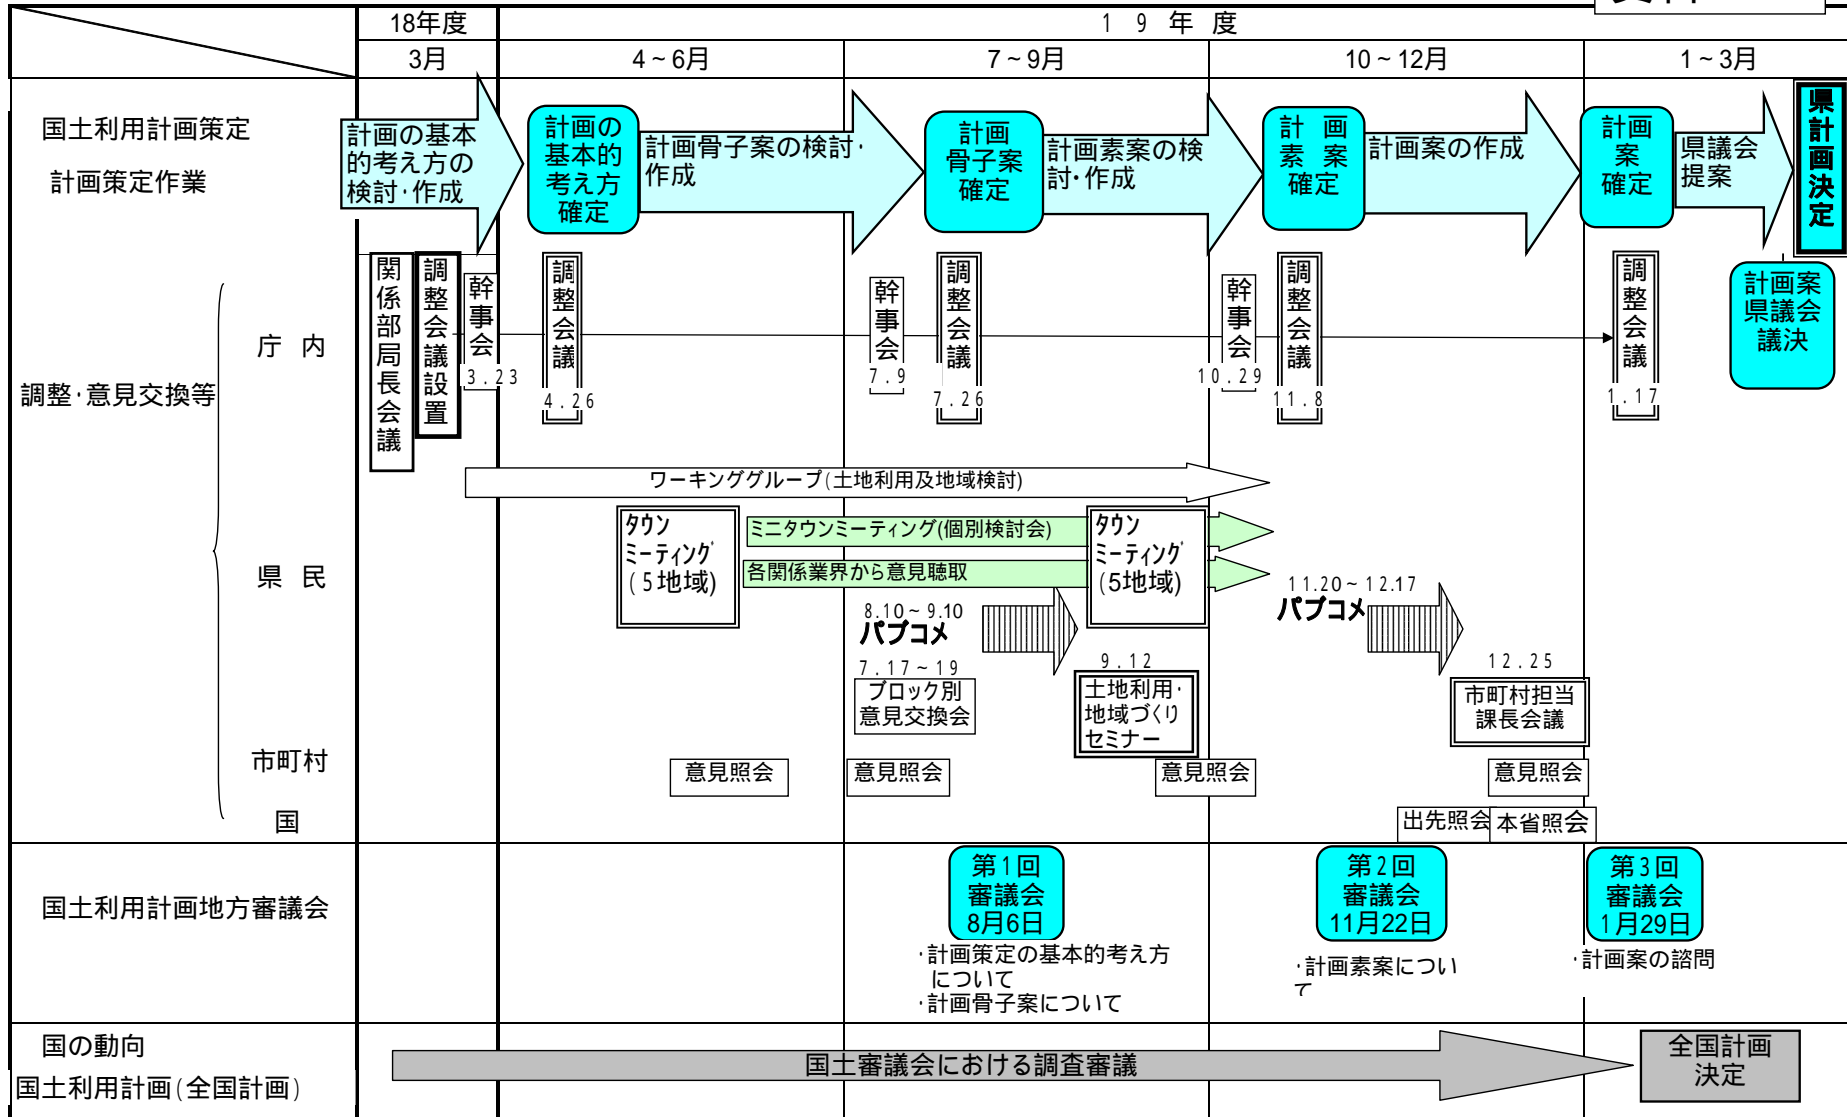 18年度
１９年度
3月
4～6月
7～9月
10～12月
1～3月
国土利用計画策定
計画策定作業
計画の基本
的考え方の
検討・作成
計画の
基本的
考え方
確定
計画骨子案の検討・
作成
計画
骨子案
確定
計画素案の検
討・作成
計画
素案
確定
計画案の作成
計画
案
確定
県議会
提案
県計画決定
調整・意見交換等
庁内
関係部局長会議
調整会議設置
幹事会
3.23
調整会議
4.26
幹事会
7.9
調整会議
7.26
幹事会
10.29
調整会議
11.8
調整会議
1.17
計画案
県議会
議決
ワーキンググループ(土地利用及地域検討)
県民
タウン
ミーティング
(5地域)
ミニタウンミーティング(個別検討会)
各関係業界から意見聴取
タウン
ミーティング
(5地域)
8.10～9.10
パブコメ
11.20～12.17
パブコメ
7.17～19
ブロック別
意見交換会
9.12
土地利用・
地域づくり
セミナー
12.25
市町村担当
課長会議
市町村
意見照会
意見照会
意見照会
意見照会
国
出先照会
本省照会
国土利用計画地方審議会
第1回
審議会
8月6日
・計画策定の基本的考え方
について
・計画骨子案について
第2回
審議会
11月22日
・計画素案につい
て
第3回
審議会
1月29日
・計画案の諮問
国の動向
国土利用計画(全国計画)
国土審議会における調査審議
全国計画
決定